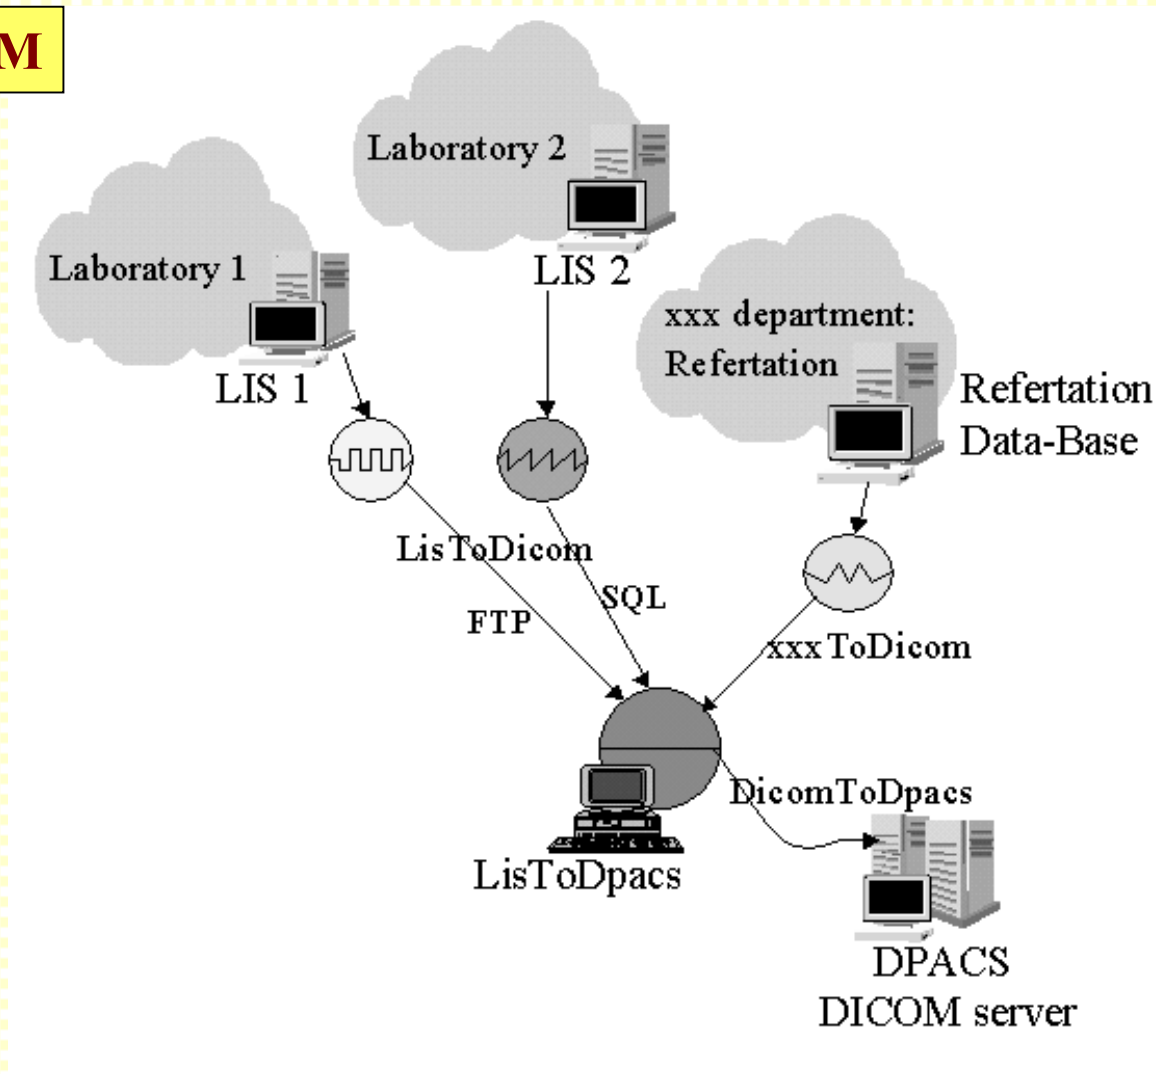 M
Laboratory 2
Laboratory 1
LIS 2
xxx department:
Refertation
LIS 1
Refertation
Data-Base
LisToDicom
SQL
FTP
xxxToDicom
DicomToDpacs
LisToDpacs
DPACS
DICOM server